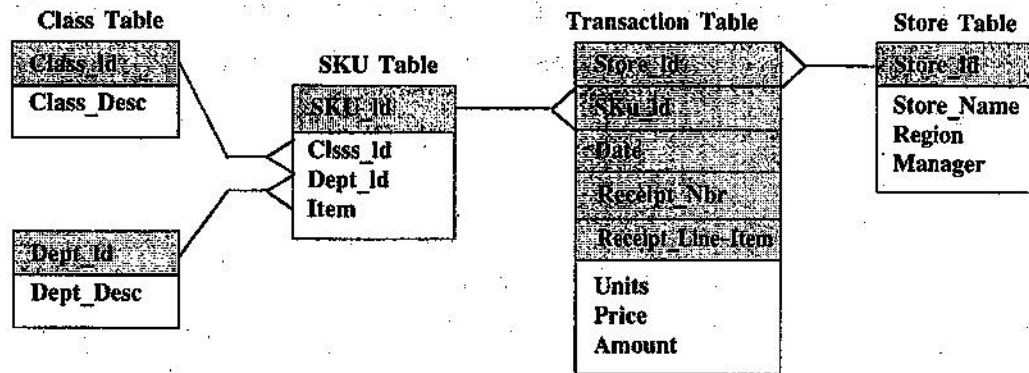 Class Table
Class_Id
Class_Desc
Dept_Id
Dept_Desc
SKU Table
SKU_Id
Clsss_Id
Dept_Id
Item
Transaction Table
Store_Id
SKu_Id
Date
Receipt_Nbr
Receipt_Line-Item
Units
Price
Amount
Store Table
Store_Id
Store_Name
Region
Manager